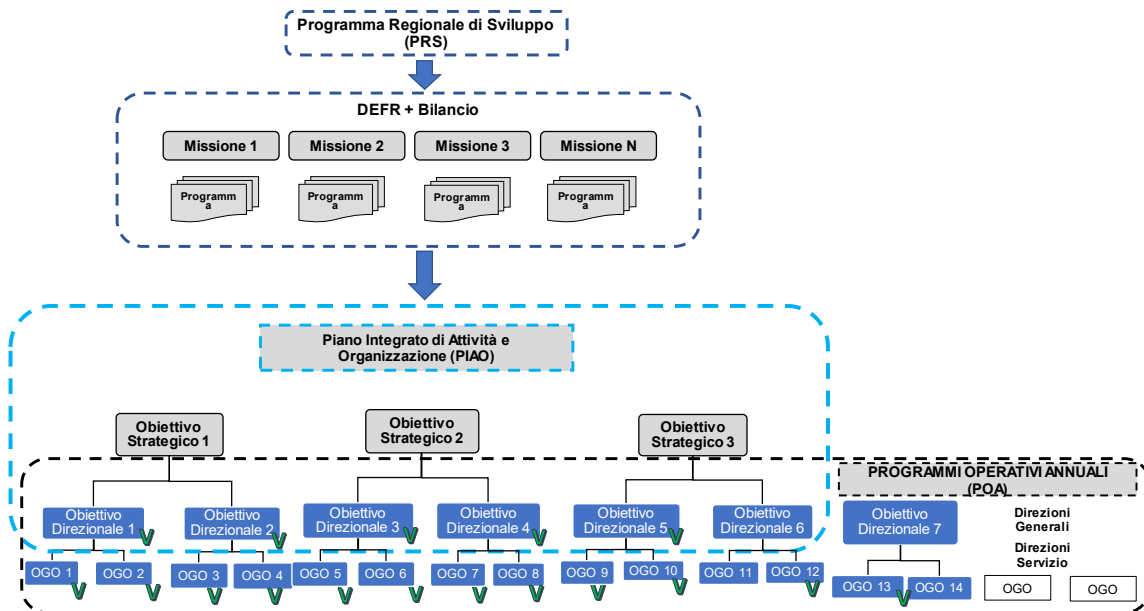 Programma Regionale di Sviluppo
(PRS)
DEFR + Bilancio
Missione 1
Missione 2
Missione 3
Missione N
Programm
a
Programm
a
Programm
a
Programm
a
Piano Integrato di Attività e
Organizzazione (PIAO)
Obiettivo
Strategico 1
Obiettivo
Strategico 2
Obiettivo
Strategico 3
PROGRAMMI OPERATIVI ANNUALI
(POA)
Obiettivo
Direzionale 1
V
Obiettivo
Direzionale 2
V
Obiettivo
Direzionale 3
V
Obiettivo
Direzionale 4
V
Obiettivo
Direzionale 5
V
Obiettivo
Direzionale 6
Obiettivo
Direzionale 7
Direzioni
Generali
Direzioni
Servizio
OGO 1
V
OGO 2
V
OGO 3
V
OGO 4
V
OGO 5
V
OGO 6
V
OGO 7
V
OGO 8
V
OGO 9
V
OGO 10
V
OGO 11
OGO 12
V
OGO 13
V
OGO 14
OGO
OGO